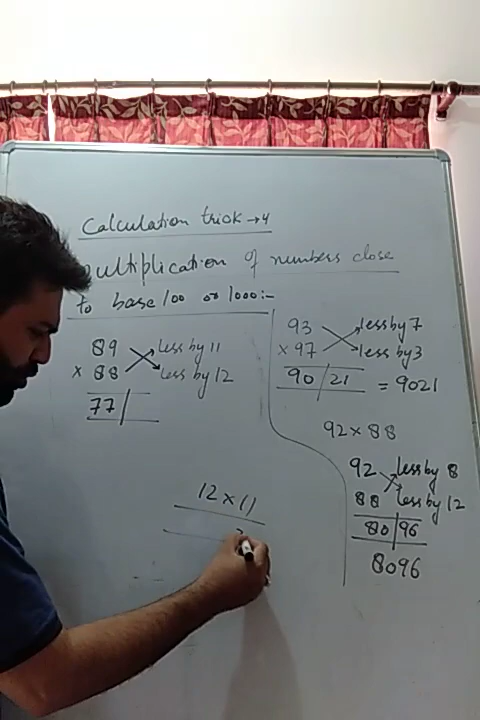 Calculation trick → 4
ultiplication of numbers close
to base 100 or 1000:-
89 less by 11
× 88 less by 12
77/
93 less by 7
× 97 less by 3
90/21 = 9021
92 × 88
92 less by 8
88 less by 12
80/96
8096
12 × 11